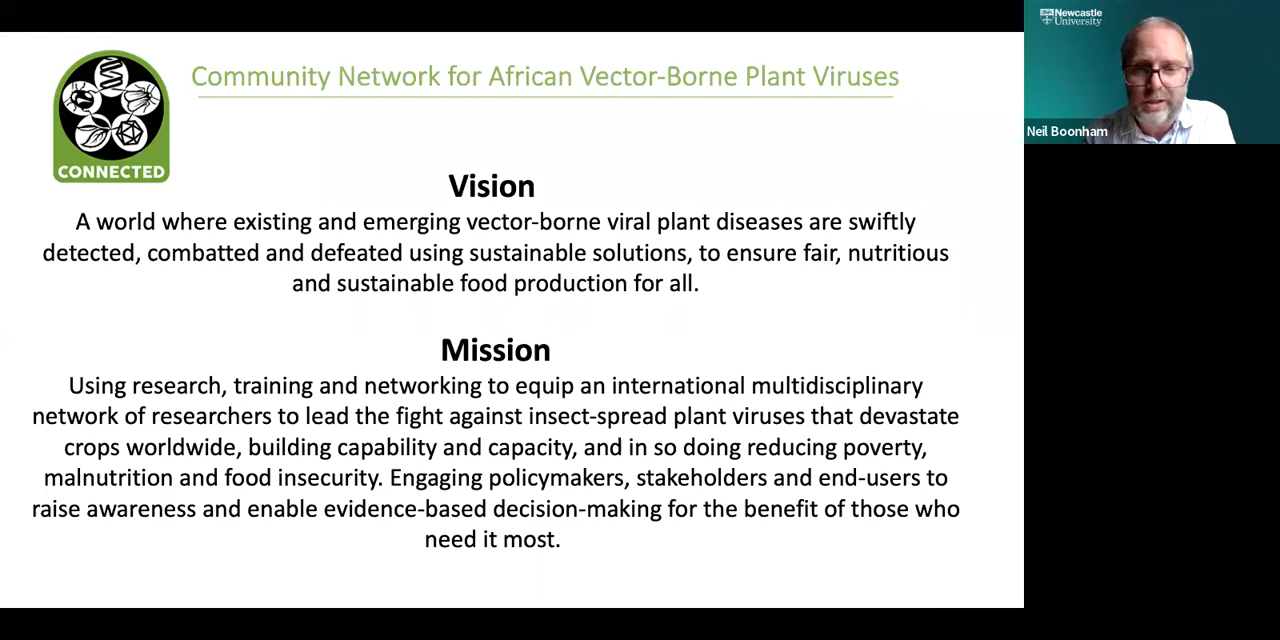 Community Network for African Vector-Borne Plant Viruses
CONNECTED
Vision
A world where existing and emerging vector-borne viral plant diseases are swiftly
detected, combatted and defeated using sustainable solutions, to ensure fair, nutritious
and sustainable food production for all.
Mission
Using research, training and networking to equip an international multidisciplinary
network of researchers to lead the fight against insect-spread plant viruses that devastate
crops worldwide, building capability and capacity, and in so doing reducing poverty,
malnutrition and food insecurity. Engaging policymakers, stakeholders and end-users to
raise awareness and enable evidence-based decision-making for the benefit of those who
need it most.
Newcastle
University
Neil Boonham